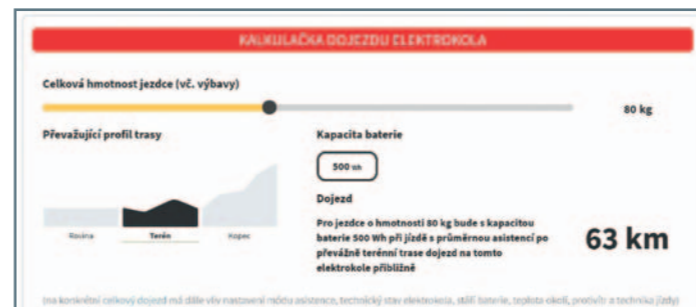 KALKULAČKA DOJEZDU ELEKTROKOLA
Celková hmotnost jezdce (vč. výbavy)
80 kg
Převažující profil trasy
Kapacita baterie
500 Wh
Dojezd
Rovina
Terén
Kopec
Pro jezdce o hmotnosti 80 kg bude s kapacitou
baterie 500 Wh při jízdě s průměrnou asistencí po
převážně terénní trase dojezd na tomto
elektrokole přibližně
63 km
(na konkrétní celkový dojezd má dále vliv nastavení módu asistence, technický stav elektrokola, stáří baterie, teplota okolí, protivítr a technika jízdy)